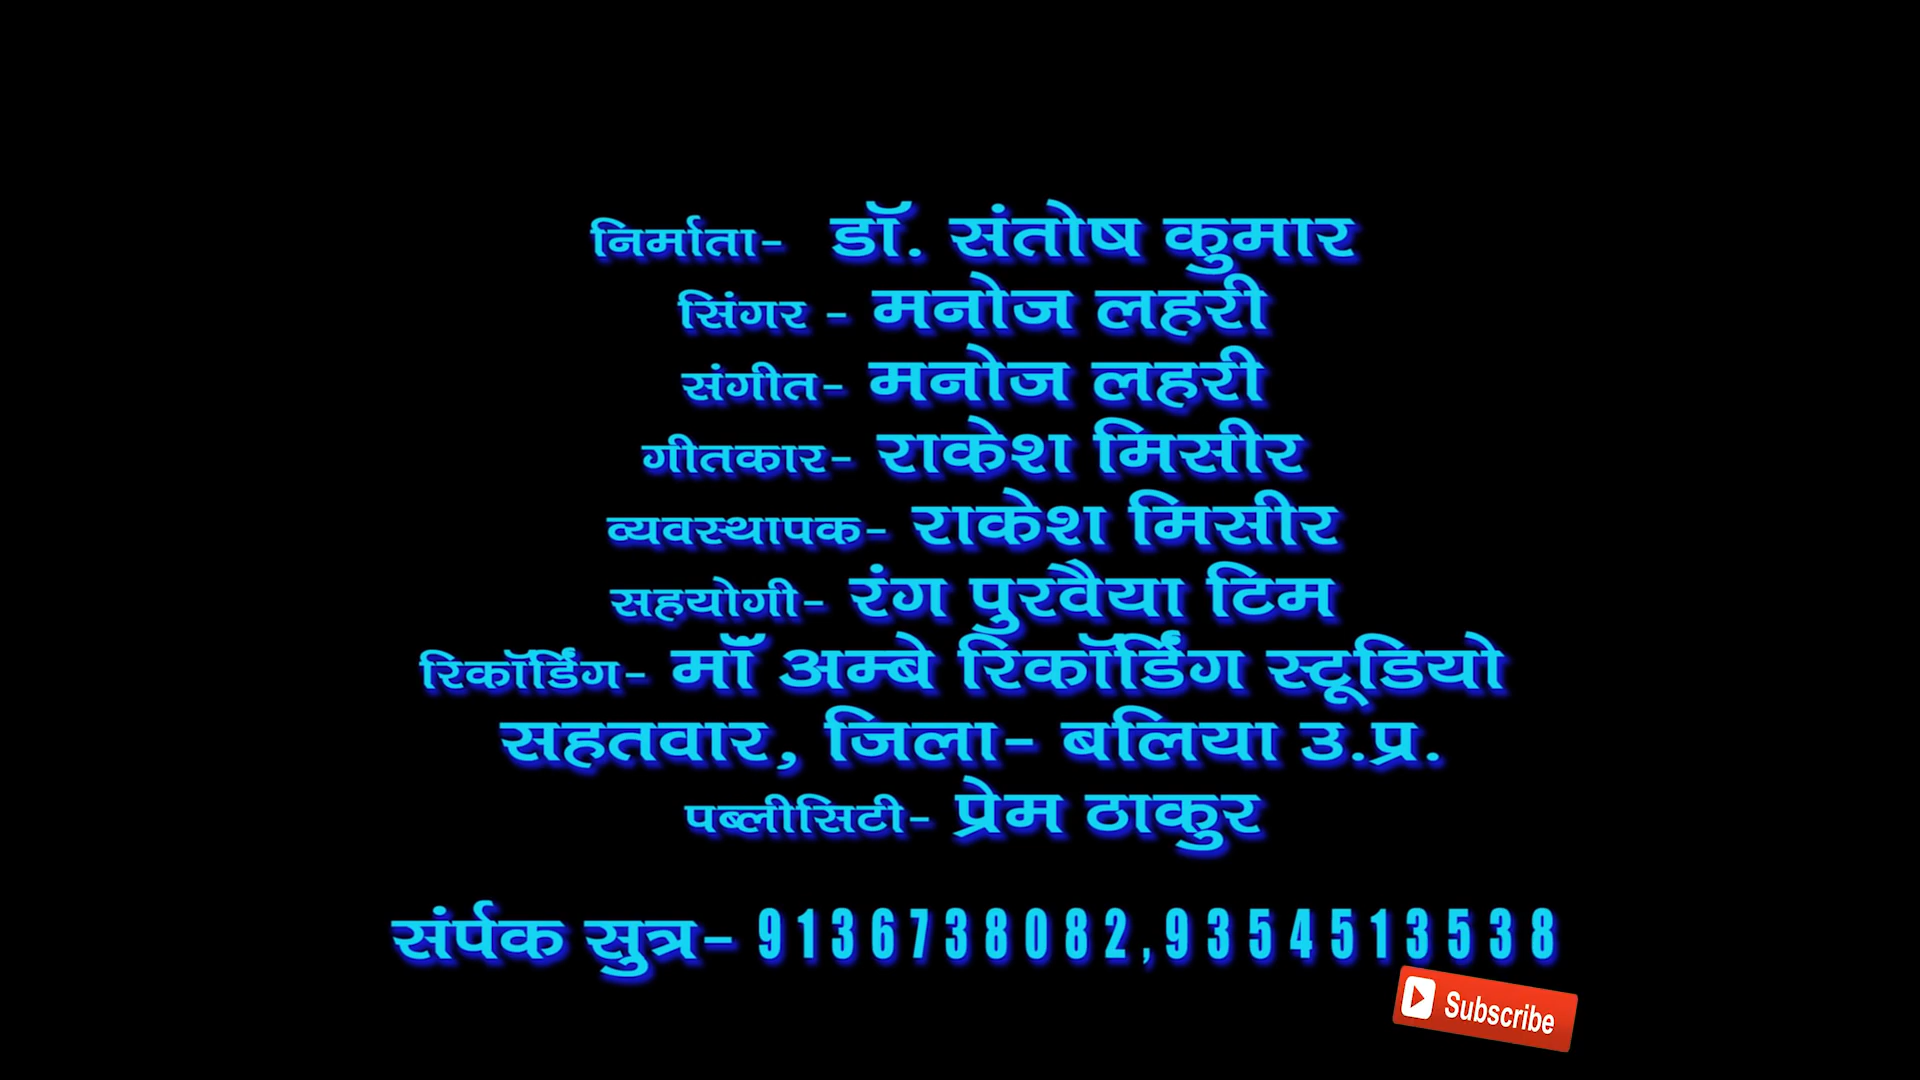 निर्माता- डॉ. संतोष कुमार
सिंगर - मनोज लहरी
संगीत- मनोज लहरी
गीतकार- राकेश मिसीर
व्यवस्थापक- राकेश मिसीर
सहयोगी- रंग पुरवैया टिम
रिकॉर्डिंग- माँ अम्बे रिकॉर्डिंग स्टूडियो
सहतवार, जिला- बलिया उ.प्र.
पब्लीसिटी- प्रेम ठाकुर
संर्पक सुत्र- 9136738082,9354513538
Subscribe